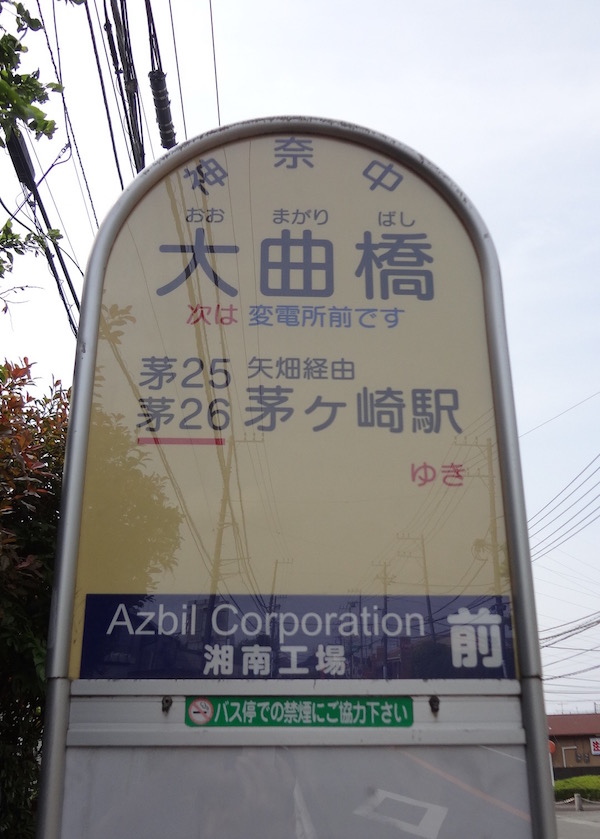 神奈中
おお まがり ばし
大曲橋
次は 変電所前です
茅25 矢畑経由
茅26 茅ヶ崎駅
ゆき
Azbil Corporation 前
湘南工場
バス停での禁煙にご協力下さい
注